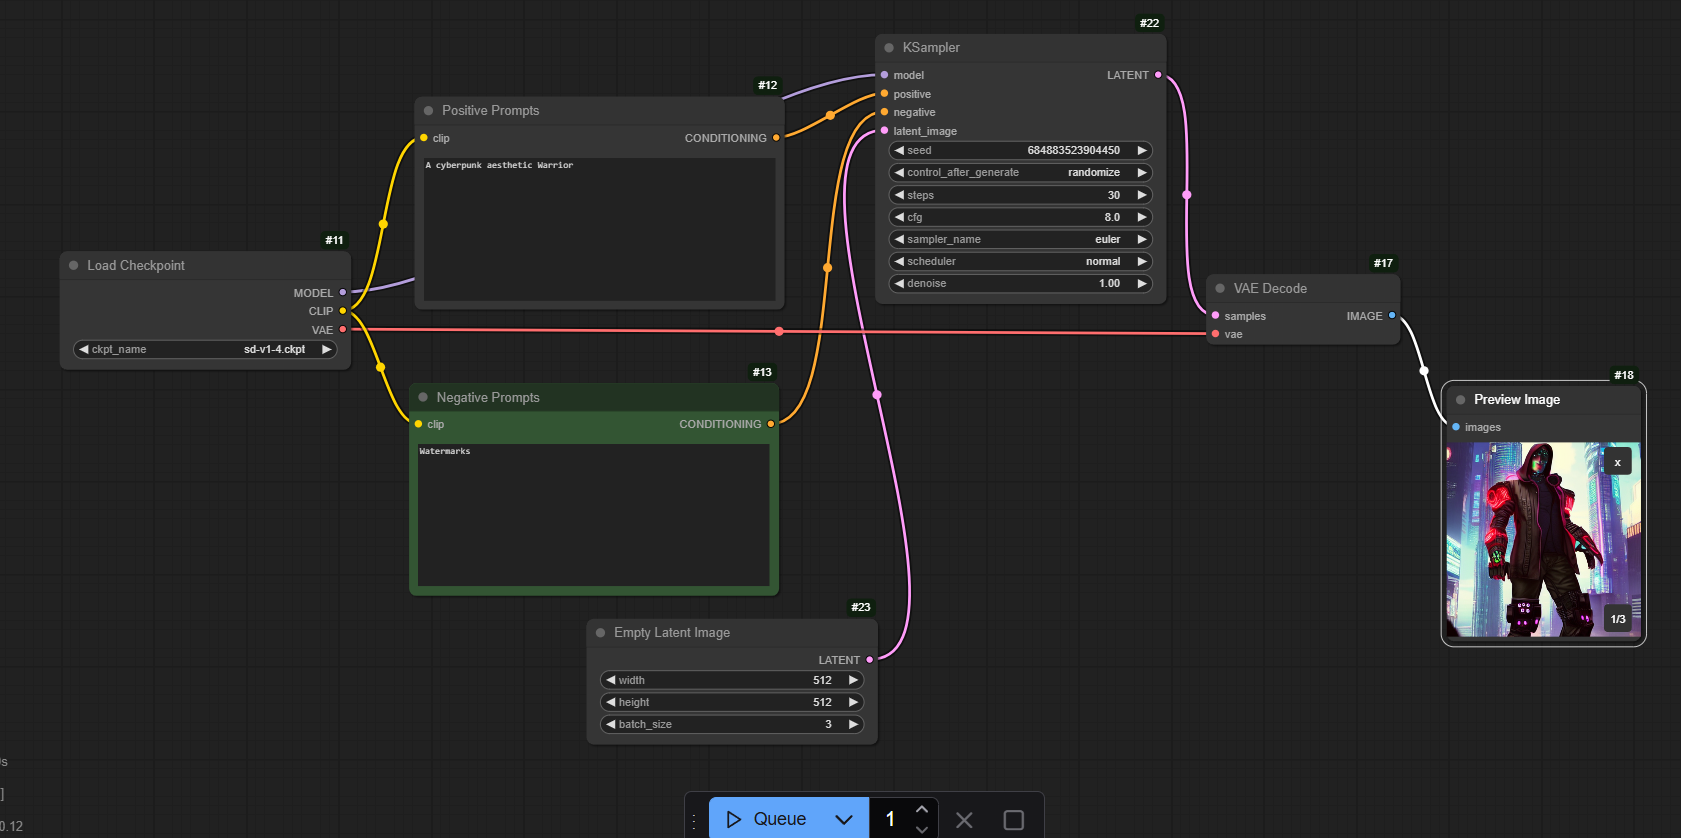 #22
KSampler
model
LATENT
positive
negative
latent_image
seed 684883523904450
control_after_generate randomize
steps 30
cfg 8.0
sampler_name euler
scheduler normal
denoise 1.00
#12
Positive Prompts
clip
CONDITIONING
A cyberpunk aesthetic Warrior
#11
Load Checkpoint
MODEL
CLIP
VAE
ckpt_name sd-v1-4.ckpt
#17
VAE Decode
samples
IMAGE
vae
#13
Negative Prompts
clip
CONDITIONING
Watermarks
#18
Preview Image
images
x
1/3
#23
Empty Latent Image
LATENT
width 512
height 512
batch_size 3
Queue
1